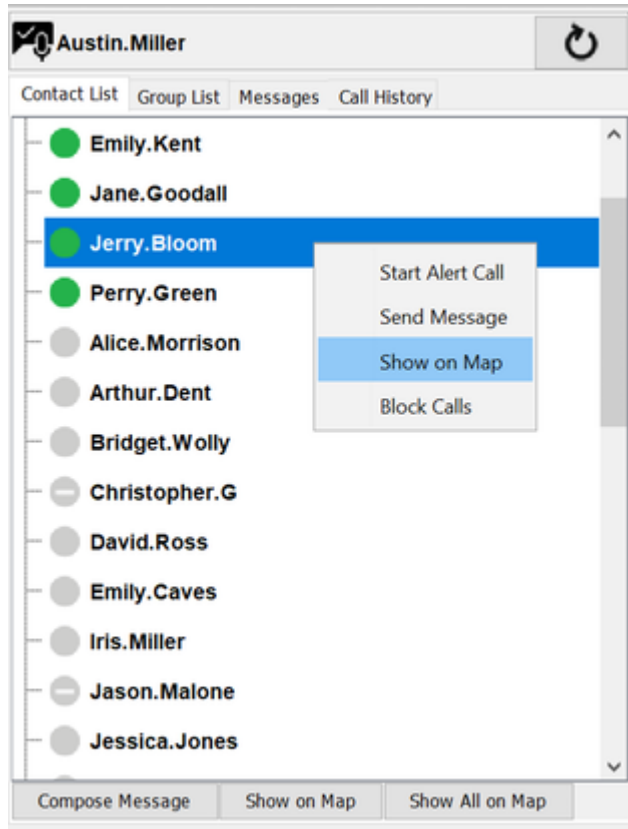 Austin.Miller
Contact List Group List Messages Call History
Emily.Kent
Jane.Goodall
Jerry.Bloom
Start Alert Call
Perry.Green
Send Message
Alice.Morrison
Show on Map
Arthur.Dent
Block Calls
Bridget.Wolly
Christopher.G
David.Ross
Emily.Caves
Iris.Miller
Jason.Malone
Jessica.Jones
Compose Message Show on Map Show All on Map